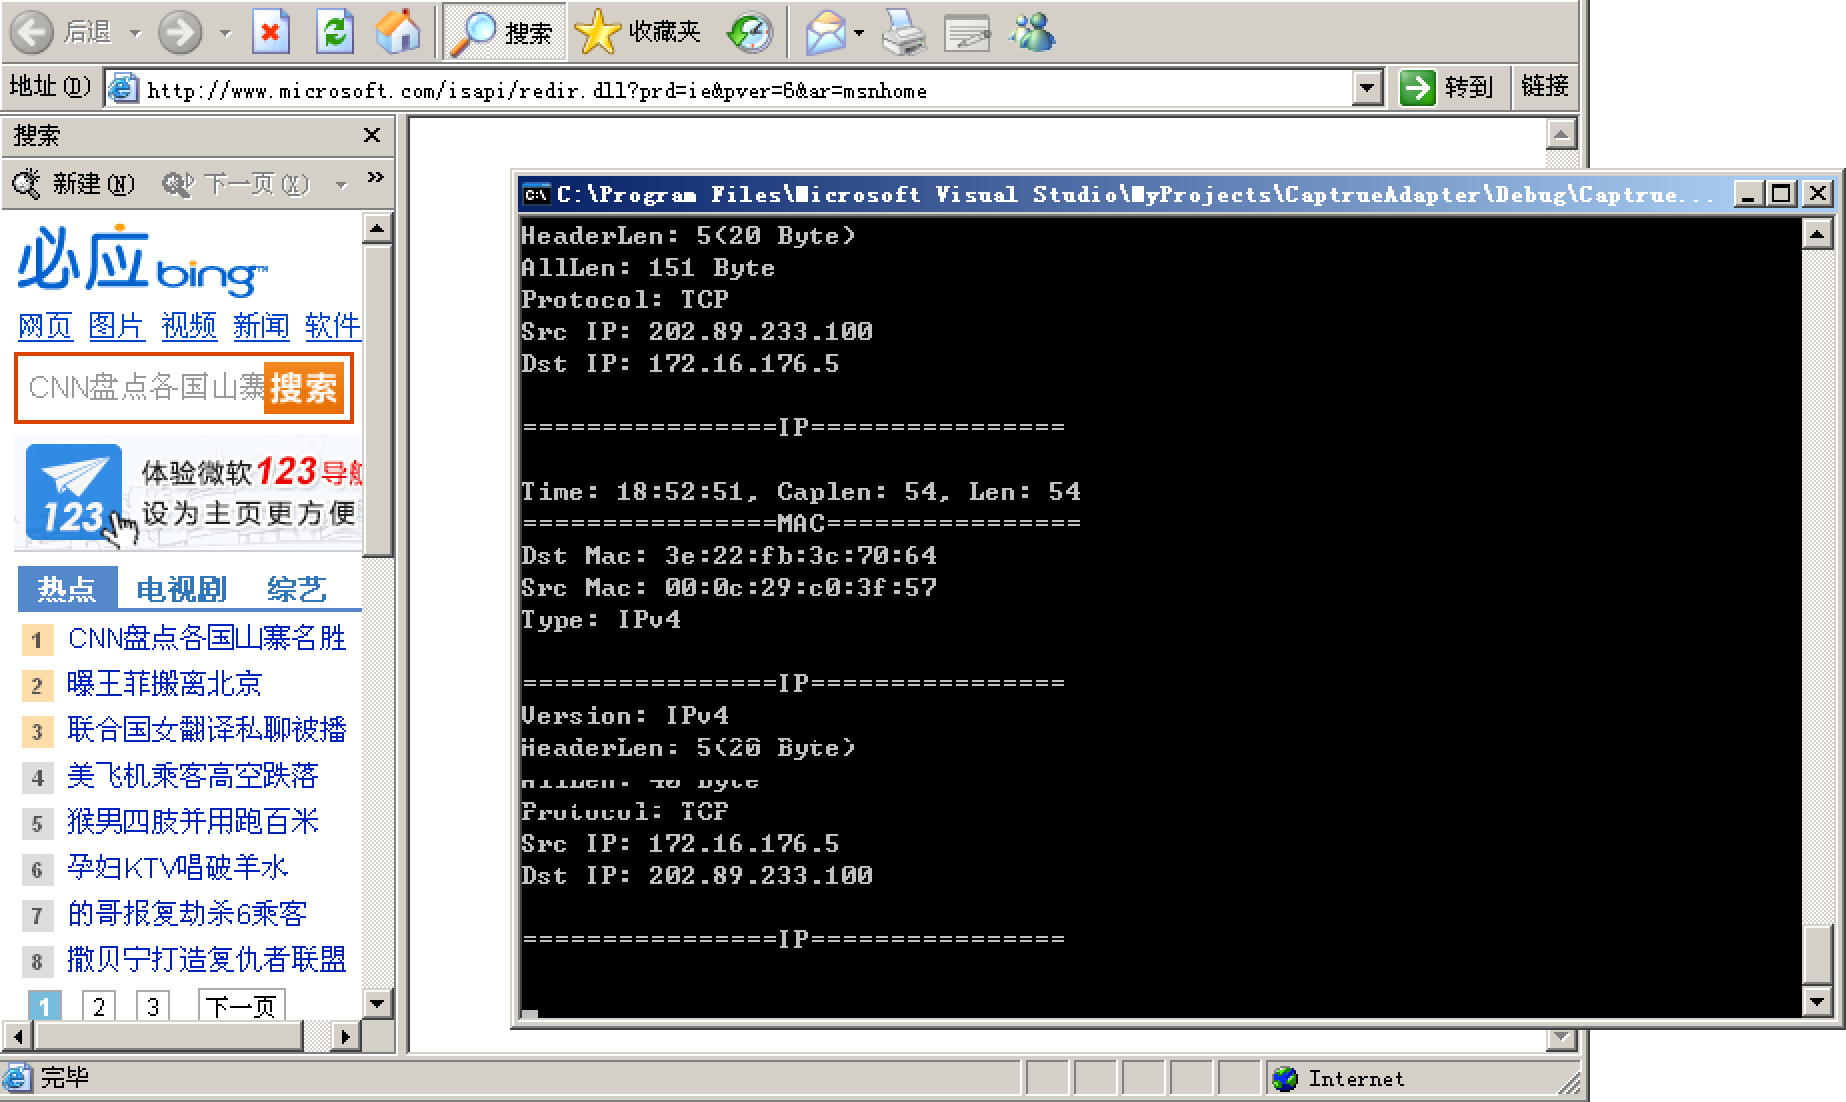 后退
搜索
收藏夹
地址(D)
http://www.microsoft.com/isapi/redir.dll?prd=ie&pver=6&ar=msnhome
转到
链接
搜索
新建(N)
下一页(X)
»
必应bing™
网页 图片 视频 新闻 软件
CNN盘点各国山寨
搜索
体验微软123导航
设为主页更方便
123
热点 电视剧 综艺
1 CNN盘点各国山寨名胜
2 曝王菲搬离北京
3 联合国女翻译私聊被播
4 美飞机乘客高空跌落
5 猴男四肢并用跑百米
6 孕妇KTV唱破羊水
7 的哥报复劫杀6乘客
8 撒贝宁打造复仇者联盟
1 2 3 下一页
完毕
Internet
C:\Program Files\Microsoft Visual Studio\MyProjects\CaptrueAdapter\Debug\Captrue...
HeaderLen: 5(20 Byte)
AllLen: 151 Byte
Protocol: TCP
Src IP: 202.89.233.100
Dst IP: 172.16.176.5
================IP================
Time: 18:52:51, Caplen: 54, Len: 54
================MAC================
Dst Mac: 3e:22:fb:3c:70:64
Src Mac: 00:0c:29:c0:3f:57
Type: IPv4
================IP================
Version: IPv4
HeaderLen: 5(20 Byte)
AllLen: 40 Byte
Protocol: TCP
Src IP: 172.16.176.5
Dst IP: 202.89.233.100
================IP================